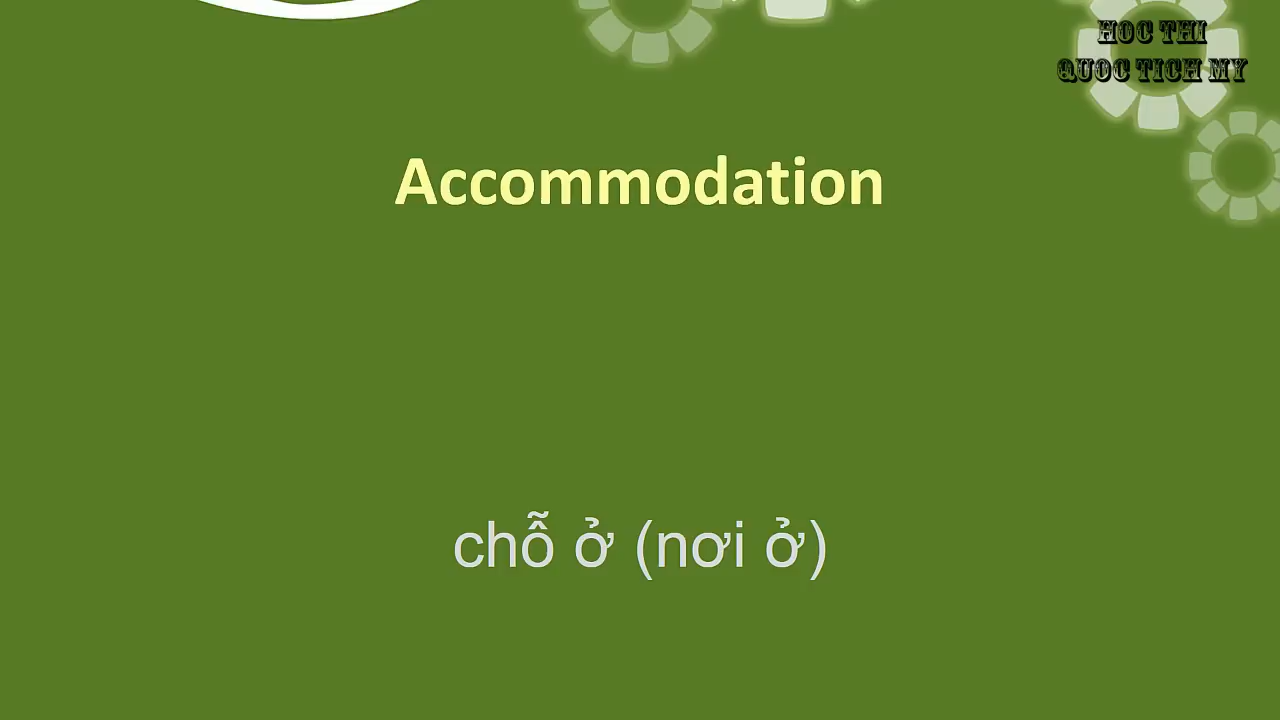 HOC THI
QUOC TICH MY
Accommodation
chỗ ở (nơi ở)